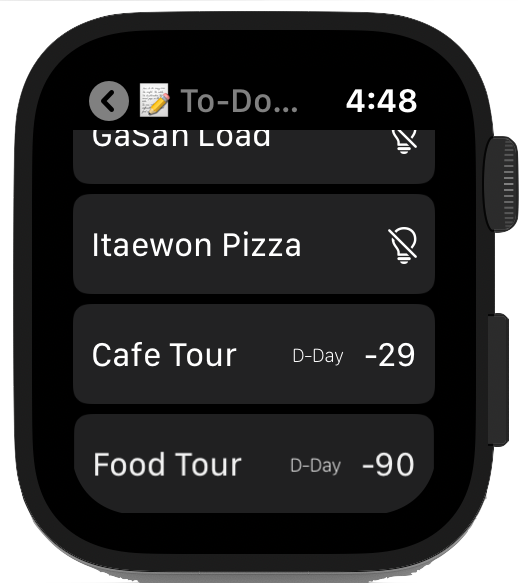 To-Do... 4:48
GaSan Load
Itaewon Pizza
Cafe Tour D-Day -29
Food Tour D-Day -90